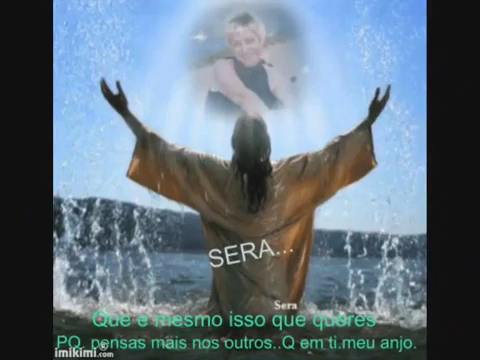 SERA...
Sera
Que e mesmo isso que queres
PQ. pensas mais nos outros..Q em ti.meu anjo.
imikimi.com®